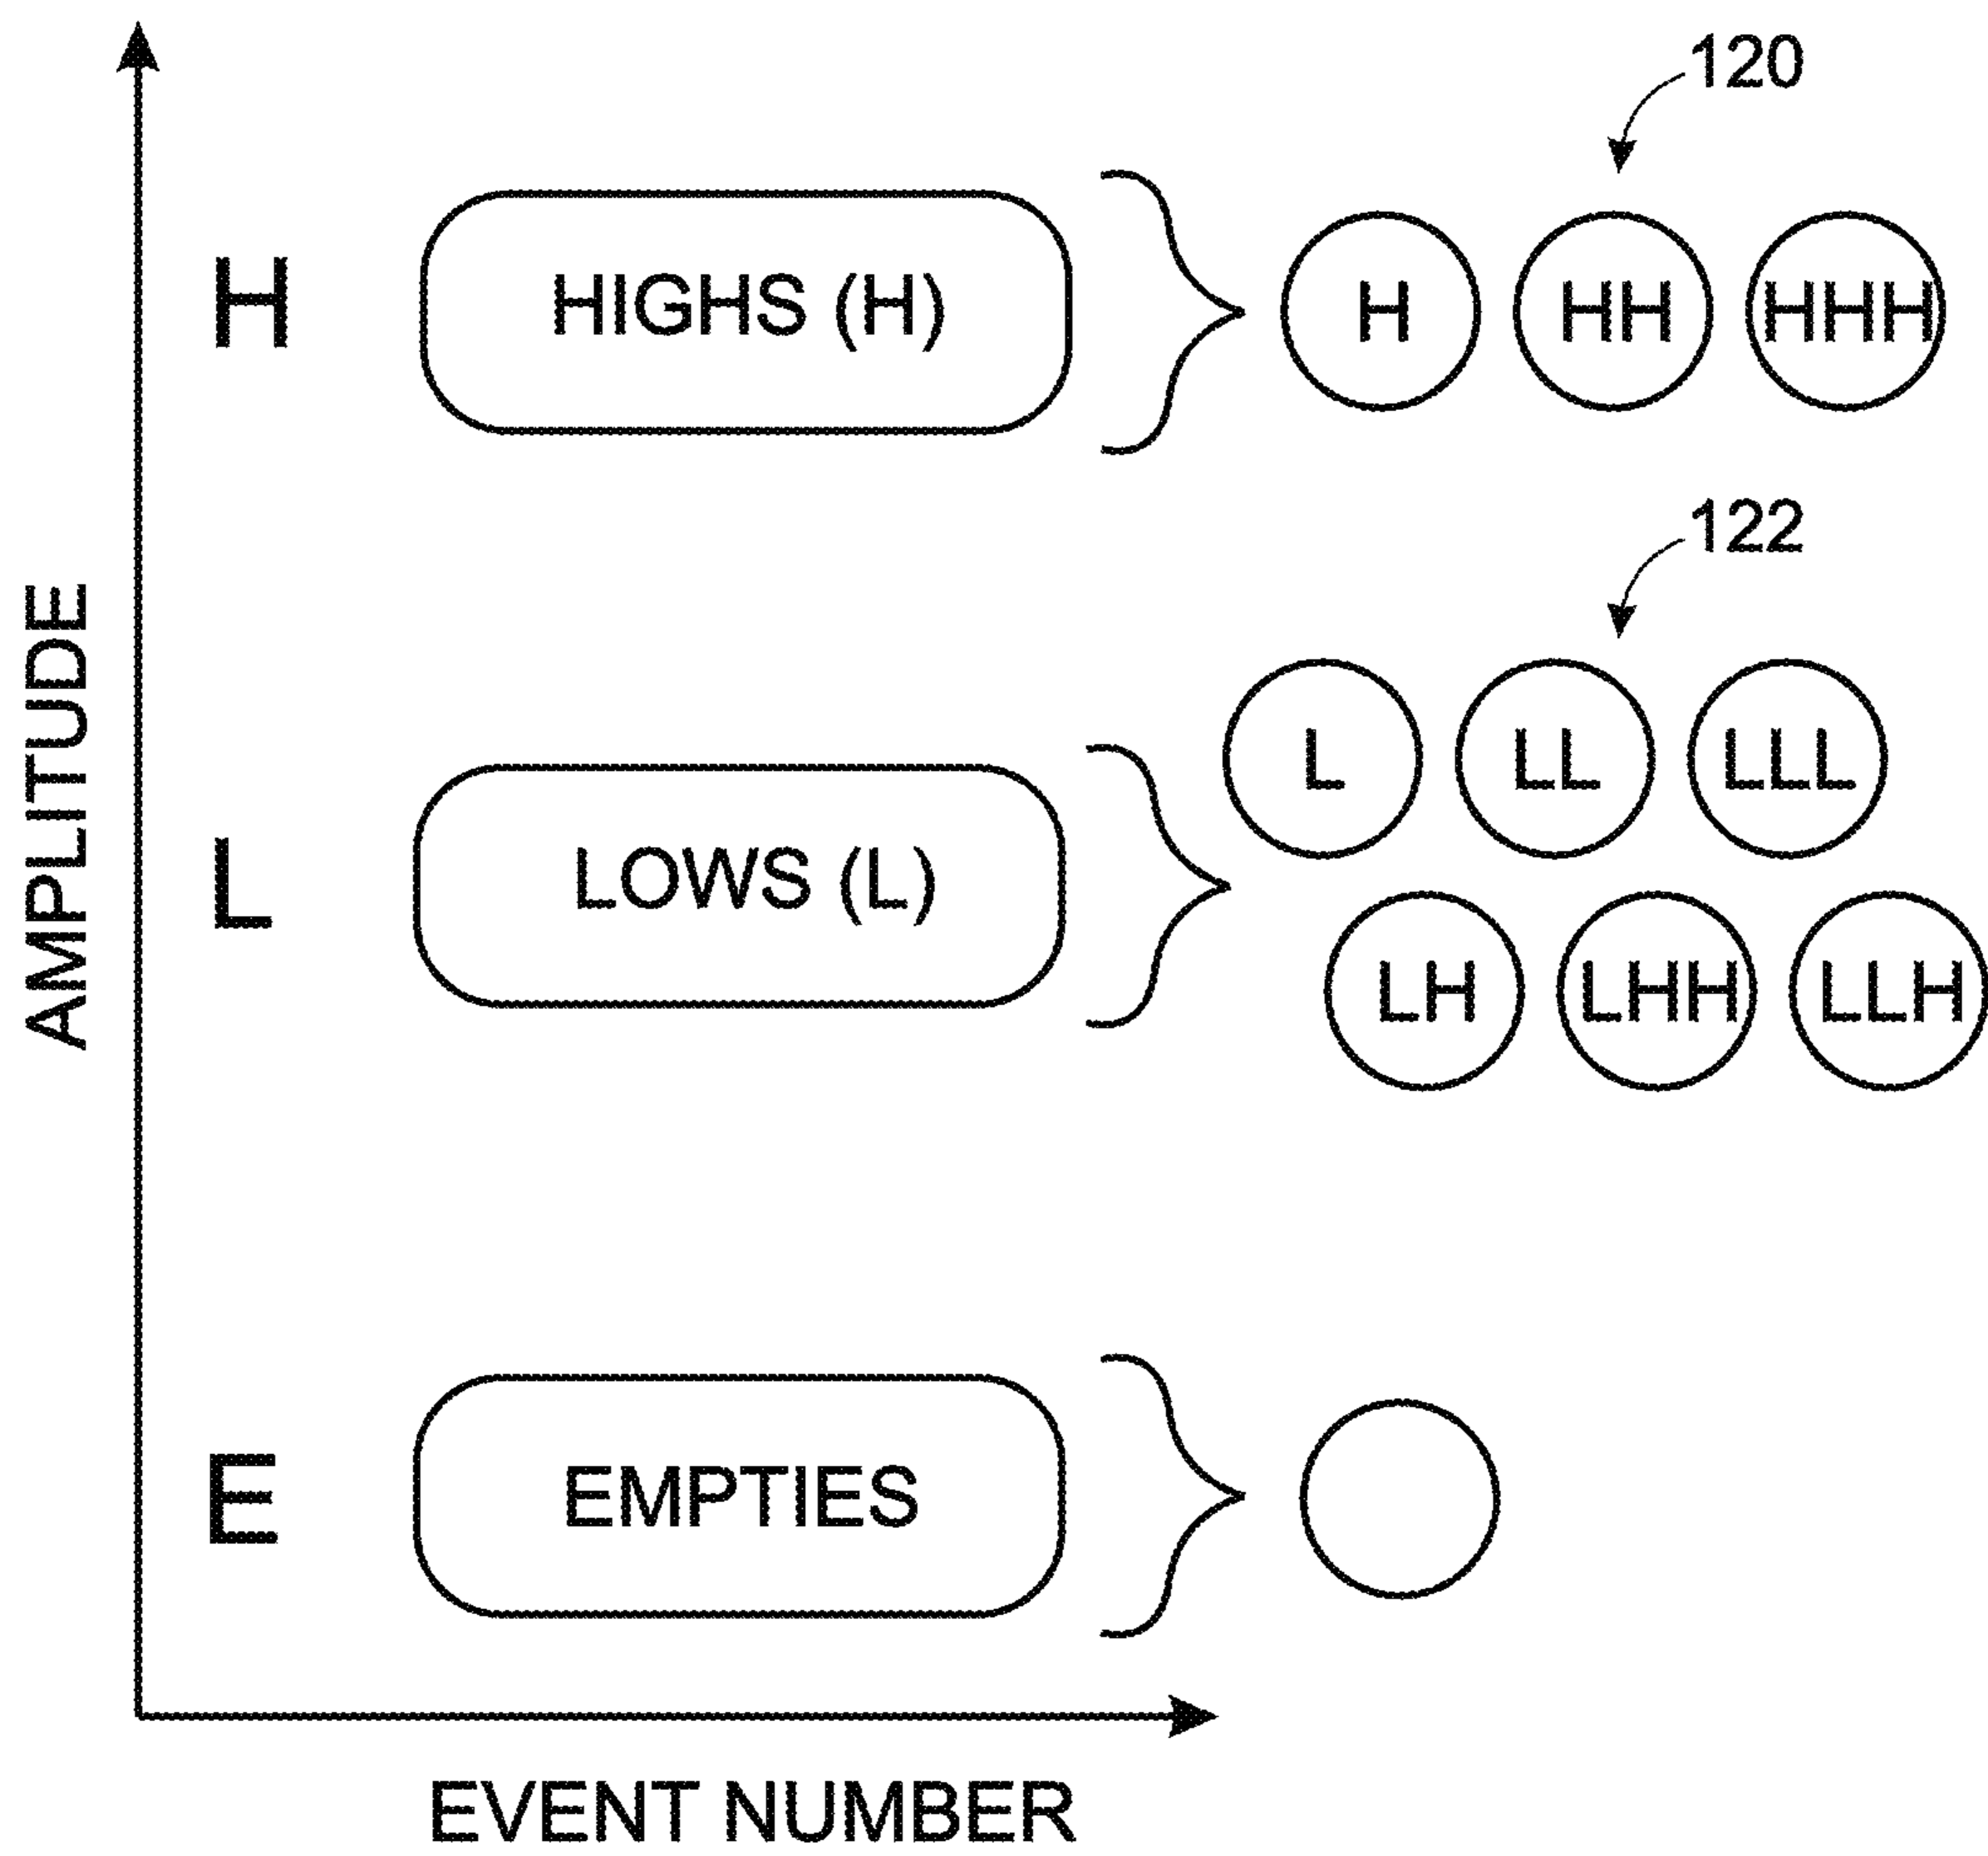 120
H
HIGHS (H)
H HH HHH
122
AMPLITUDE
L
LOWS (L)
L LL LLL
LH LHH LLH
E
EMPTIES
EVENT NUMBER